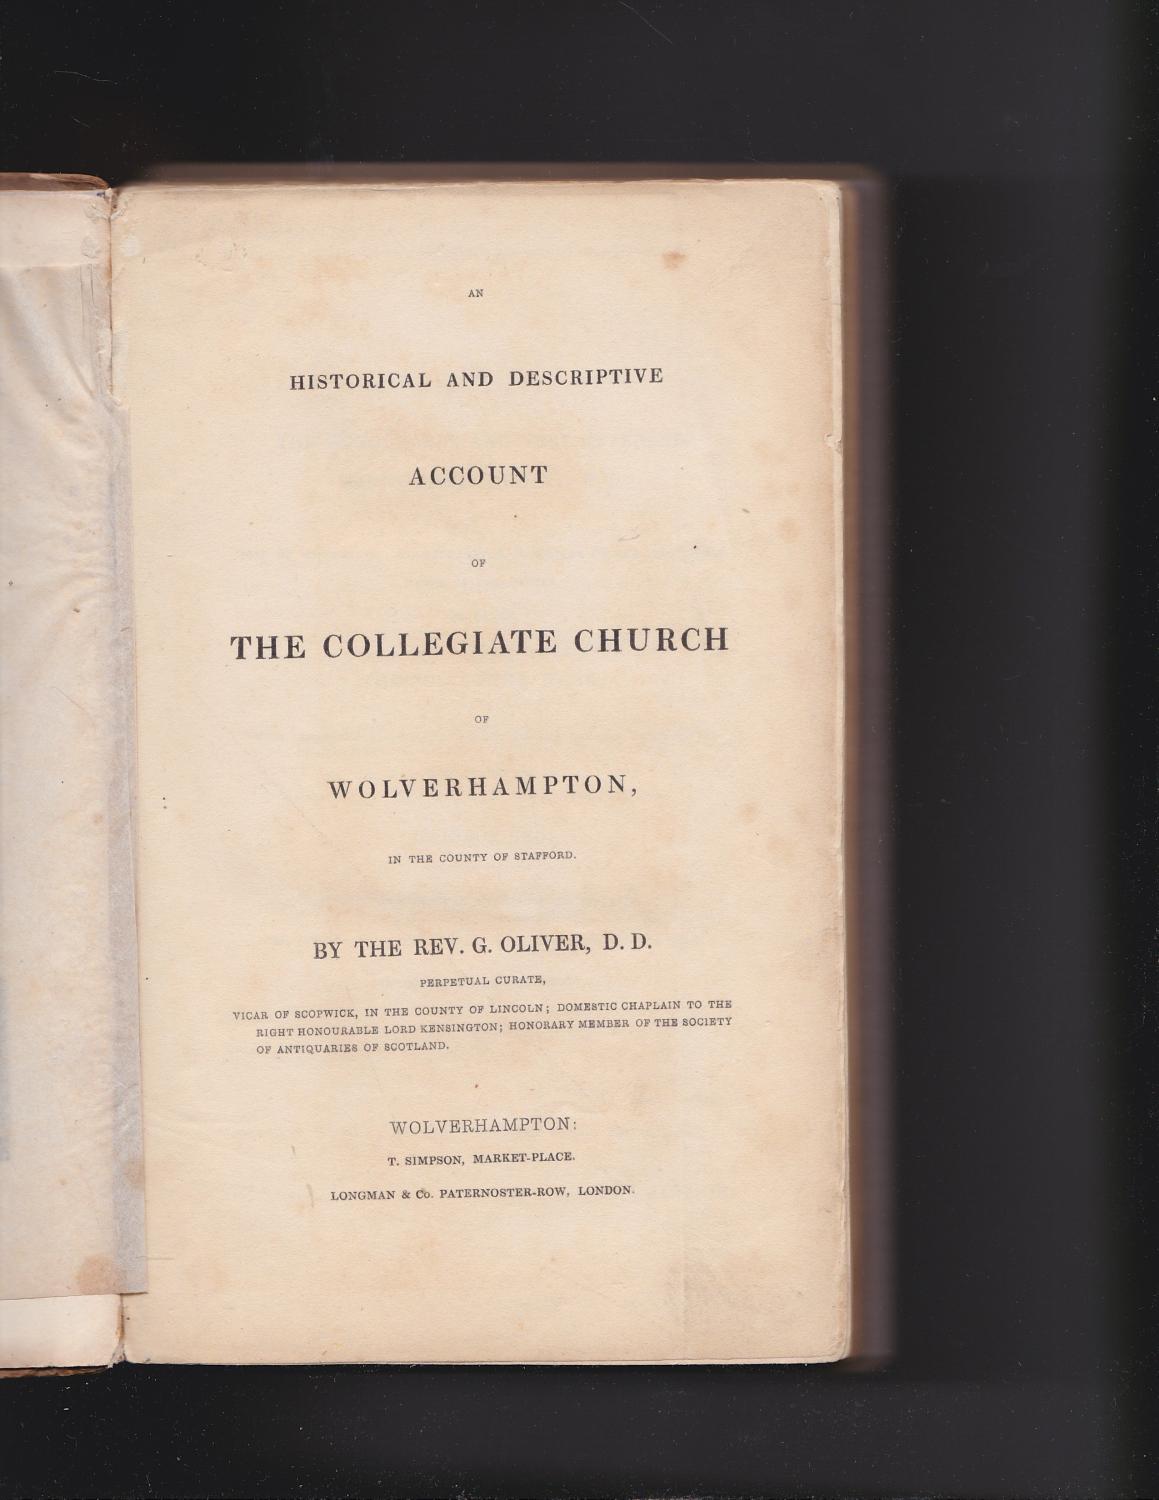 AN
HISTORICAL AND DESCRIPTIVE
ACCOUNT
OF
THE COLLEGIATE CHURCH
OF
WOLVERHAMPTON,
IN THE COUNTY OF STAFFORD.
BY THE REV. G. OLIVER, D. D.
PERPETUAL CURATE,
VICAR OF SCOPWICK, IN THE COUNTY OF LINCOLN; DOMESTIC CHAPLAIN TO THE
RIGHT HONOURABLE LORD KENSINGTON; HONORARY MEMBER OF THE SOCIETY
OF ANTIQUARIES OF SCOTLAND.
WOLVERHAMPTON:
T. SIMPSON, MARKET-PLACE.
LONGMAN & Co. PATERNOSTER-ROW, LONDON.